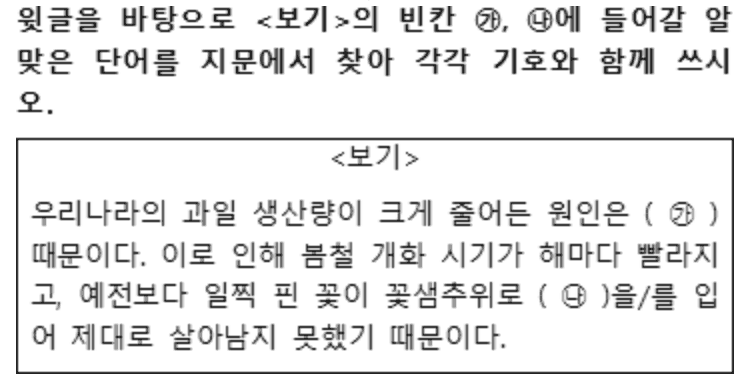 윗글을 바탕으로 <보기>의 빈칸 ㉮, ㉯에 들어갈 알
맞은 단어를 지문에서 찾아 각각 기호와 함께 쓰시
오.
<보기>
우리나라의 과일 생산량이 크게 줄어든 원인은 ( ㉮ )
때문이다. 이로 인해 봄철 개화 시기가 해마다 빨라지
고, 예전보다 일찍 핀 꽃이 꽃샘추위로 ( ㉯ )을/를 입
어 제대로 살아남지 못했기 때문이다.